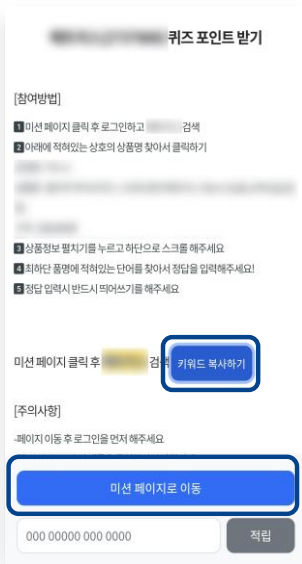 퀴즈 포인트 받기
[참여방법]
1 미션 페이지 클릭 후 로그인하고 검색
2 아래에 적혀있는 상호의 상품명 찾아서 클릭하기
3 상품정보 펼치기를 누르고 하단으로 스크롤 해주세요
4 최하단 품명에 적혀있는 단어를 찾아서 정답을 입력해주세요!
5 정답 입력시 반드시 띄어쓰기를 해주세요
미션 페이지 클릭 후 검색 키워드 복사하기
[주의사항]
-페이지 이동 후 로그인을 먼저 해주세요
미션 페이지로 이동
000 00000 000 0000 적립